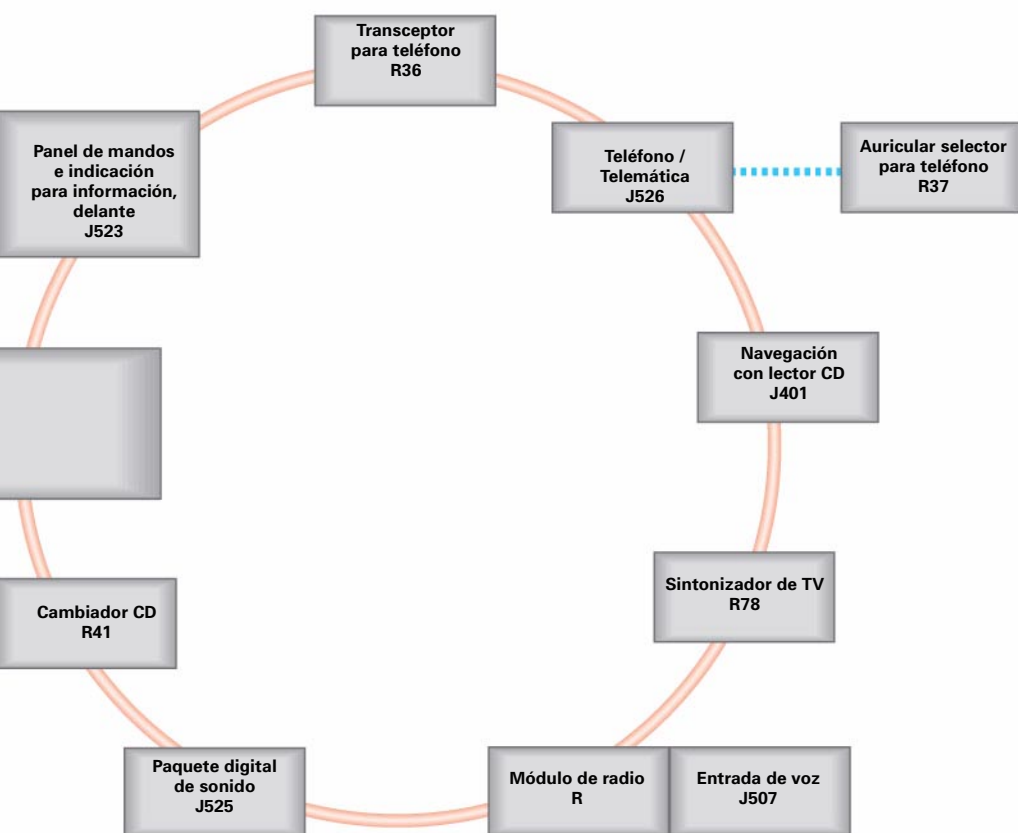 Transceptor
para teléfono
R36
Panel de mandos
e indicación
para información,
delante
J523
Teléfono /
Telemática
J526
Auricular selector
para teléfono
R37
Navegación
con lector CD
J401
Cambiador CD
R41
Sintonizador de TV
R78
Paquete digital
de sonido
J525
Módulo de radio
R
Entrada de voz
J507